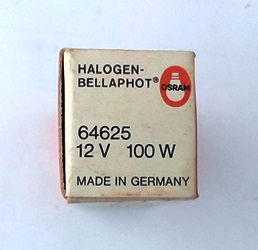 HALOGEN-
BELLAPHOT®
OSRAM
64625
12 V 100 W
MADE IN GERMANY